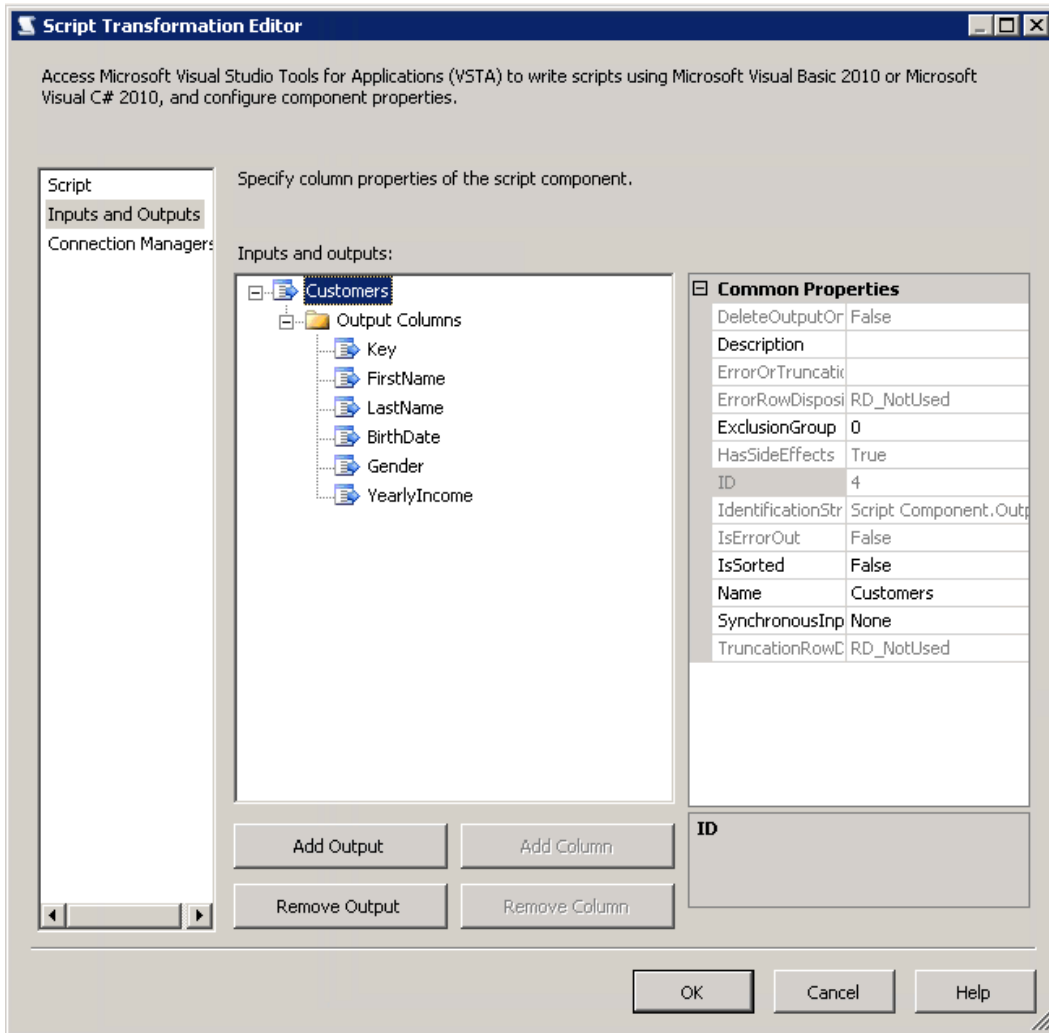 Script Transformation Editor
Access Microsoft Visual Studio Tools for Applications (VSTA) to write scripts using Microsoft Visual Basic 2010 or Microsoft
Visual C# 2010, and configure component properties.
Script
Inputs and Outputs
Connection Managers
Specify column properties of the script component.
Inputs and outputs:
Customers
Output Columns
Key
FirstName
LastName
BirthDate
Gender
YearlyIncome
Common Properties
DeleteOutputOr False
Description
ErrorOrTruncatic
ErrorRowDisposi RD_NotUsed
ExclusionGroup 0
HasSideEffects True
ID 4
IdentificationStr Script Component.Outp
IsErrorOut False
IsSorted False
Name Customers
SynchronousInp None
TruncationRowD RD_NotUsed
Add Output
Add Column
Remove Output
Remove Column
ID
OK
Cancel
Help